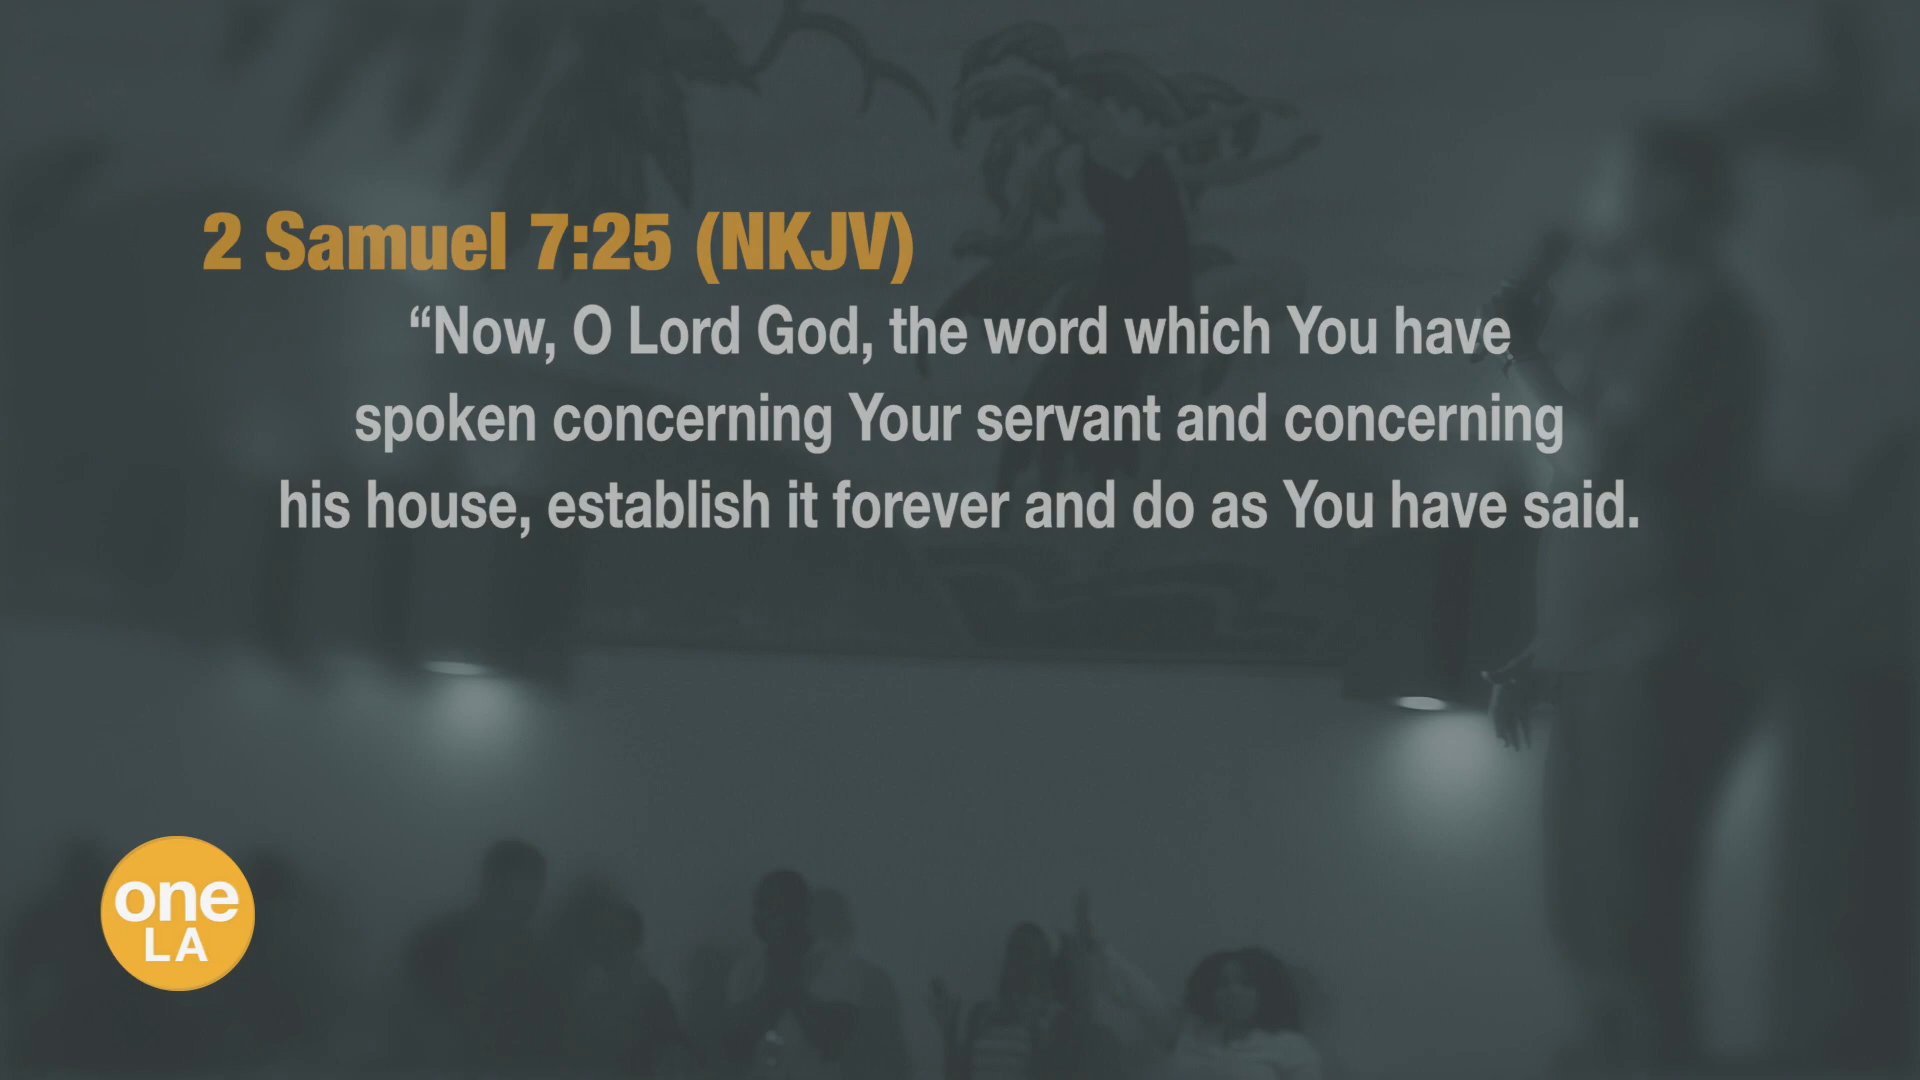 2 Samuel 7:25 (NKJV)
“Now, O Lord God, the word which You have
spoken concerning Your servant and concerning
his house, establish it forever and do as You have said.
one
LA